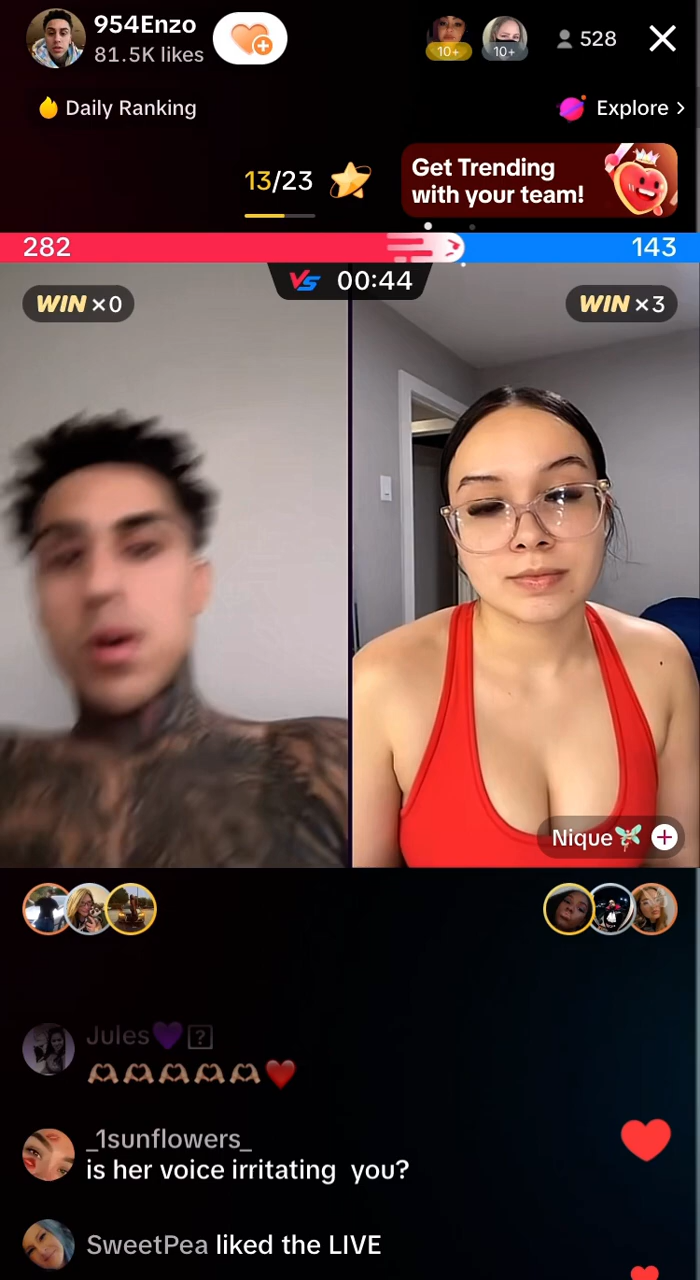 954Enzo
81.5K likes
10+
10+
528
Daily Ranking
Explore >
13/23
Get Trending
with your team!
282
143
VS 00:44
WIN ×0
WIN ×3
Nique
Jules
_1sunflowers_
is her voice irritating you?
SweetPea liked the LIVE